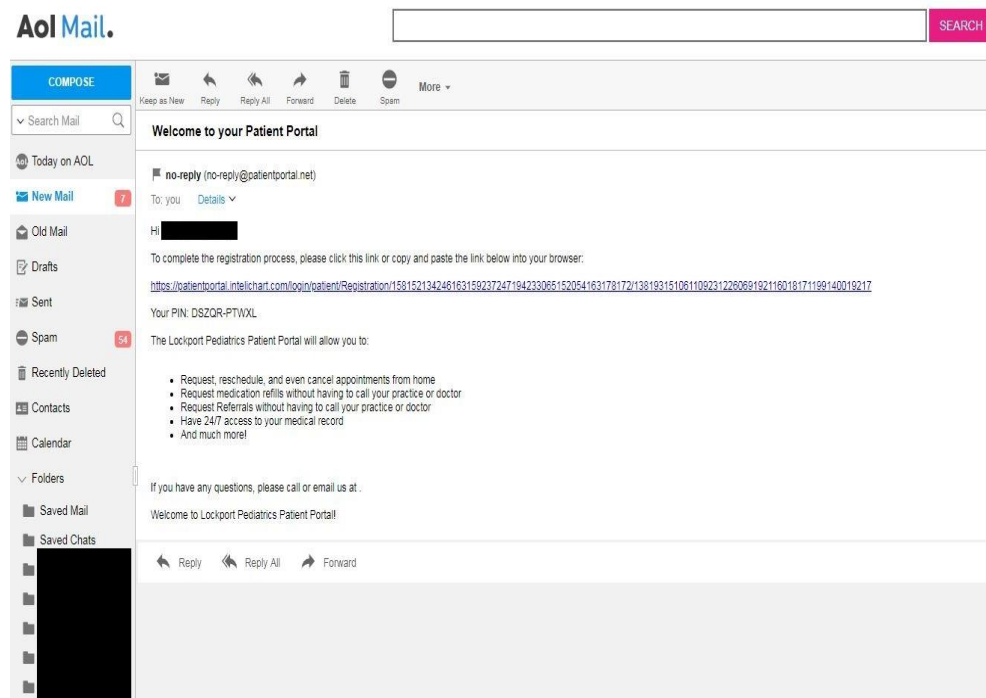 Aol Mail.
SEARCH
COMPOSE
Search Mail
Today on AOL
New Mail 7
Old Mail
Drafts
Sent
Spam 54
Recently Deleted
Contacts
Calendar
Folders
Saved Mail
Saved Chats
Keep as New Reply Reply All Forward Delete Spam More
Welcome to your Patient Portal
no-reply (no-reply@patientportal.net)
To: you Details
Hi
To complete the registration process, please click this link or copy and paste the link below into your browser:
https://patientportal.intelichart.com/login/patient/Registration/158152134246163159237247194233065152054163178172/138193151061109231226069192116018171199140019217
Your PIN: DSZQR-PTWXL
The Lockport Pediatrics Patient Portal will allow you to:
• Request, reschedule, and even cancel appointments from home
• Request medication refills without having to call your practice or doctor
• Request Referrals without having to call your practice or doctor
• Have 24/7 access to your medical record
• And much more!
If you have any questions, please call or email us at .
Welcome to Lockport Pediatrics Patient Portal!
Reply Reply All Forward